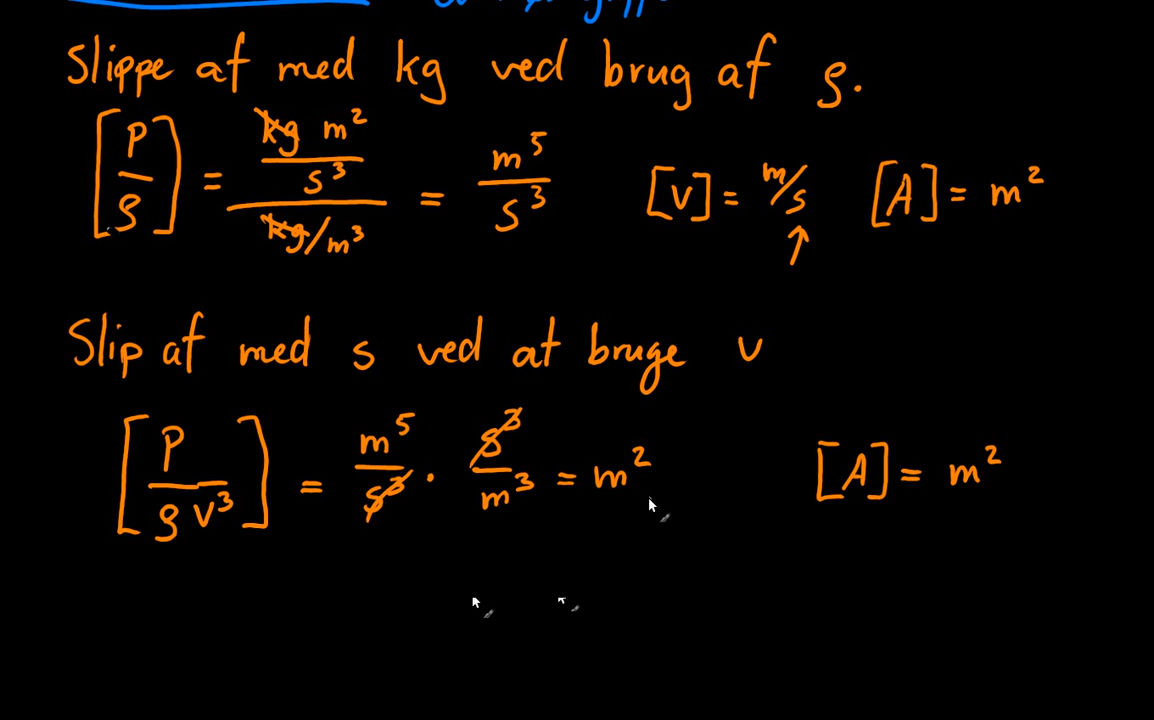 Slippe af med kg ved brug af ρ.
[P/ρ] = (kg m²/s³)/(kg/m³) = m⁵/s³ [v] = m/s [A] = m²
↑
Slip af med s ved at bruge v
[P/(ρ v³)] = m⁵/s³ · s³/m³ = m² [A] = m²